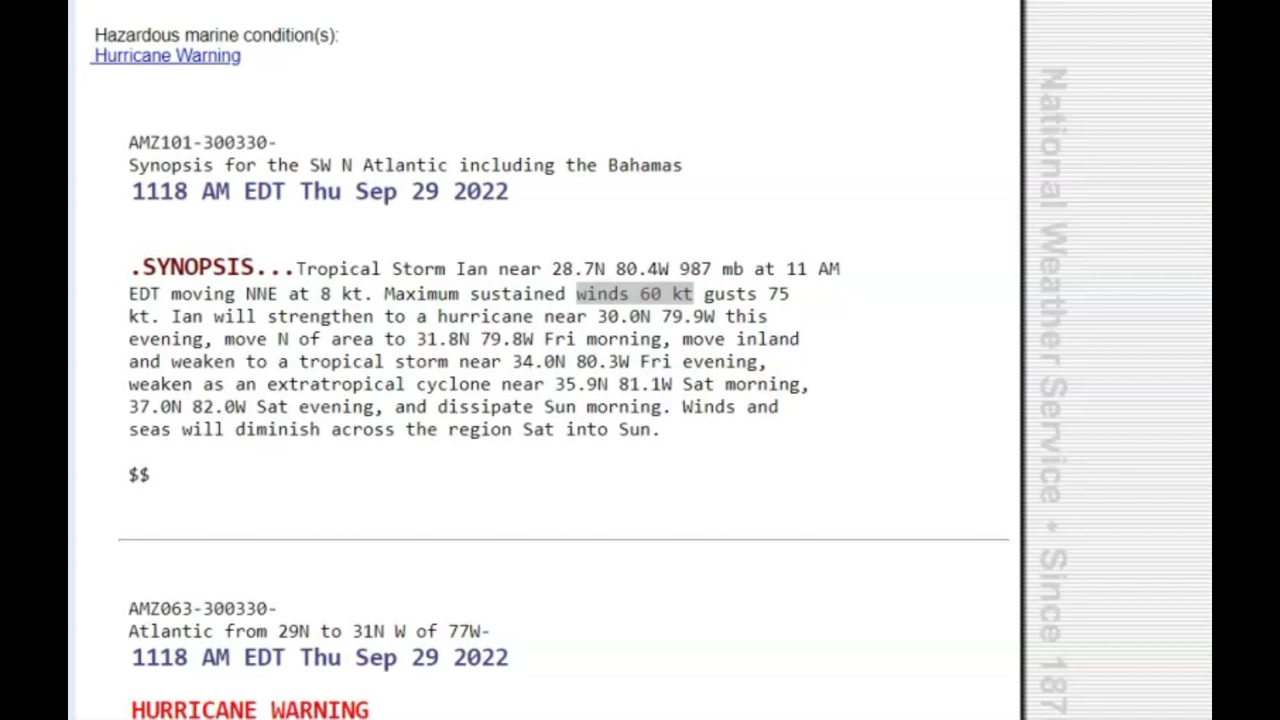 Hazardous marine condition(s):
Hurricane Warning
AMZ101-300330-
Synopsis for the SW N Atlantic including the Bahamas
1118 AM EDT Thu Sep 29 2022
.SYNOPSIS...Tropical Storm Ian near 28.7N 80.4W 987 mb at 11 AM
EDT moving NNE at 8 kt. Maximum sustained winds 60 kt gusts 75
kt. Ian will strengthen to a hurricane near 30.0N 79.9W this
evening, move N of area to 31.8N 79.8W Fri morning, move inland
and weaken to a tropical storm near 34.0N 80.3W Fri evening,
weaken as an extratropical cyclone near 35.9N 81.1W Sat morning,
37.0N 82.0W Sat evening, and dissipate Sun morning. Winds and
seas will diminish across the region Sat into Sun.
$$
AMZ063-300330-
Atlantic from 29N to 31N W of 77W-
1118 AM EDT Thu Sep 29 2022
HURRICANE WARNING
National Weather Service • Since 187